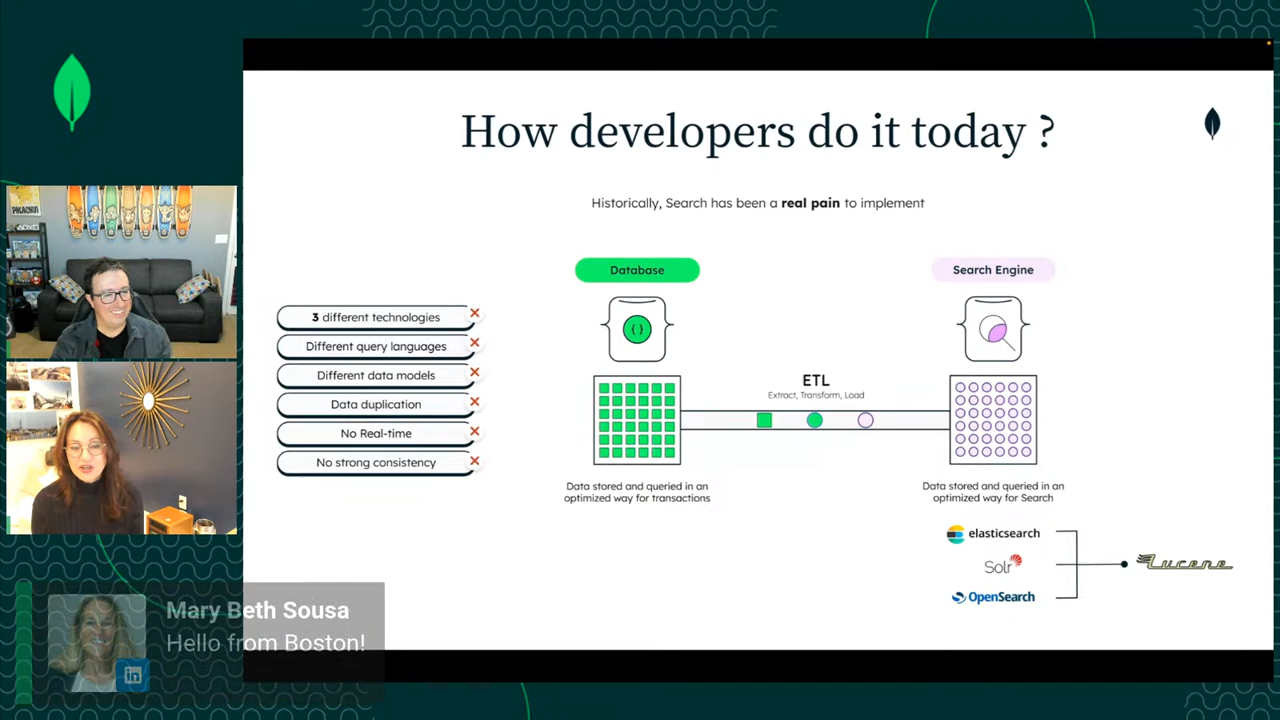 How developers do it today ?
Historically, Search has been a real pain to implement
Database
Search Engine
3 different technologies
Different query languages
Different data models
Data duplication
No Real-time
No strong consistency
{ }
ETL
Extract, Transform, Load
Data stored and queried in an
optimized way for transactions
Data stored and queried in an
optimized way for Search
elasticsearch
Solr
OpenSearch
Lucene
PIKACHU!
Mary Beth Sousa
Hello from Boston!
in